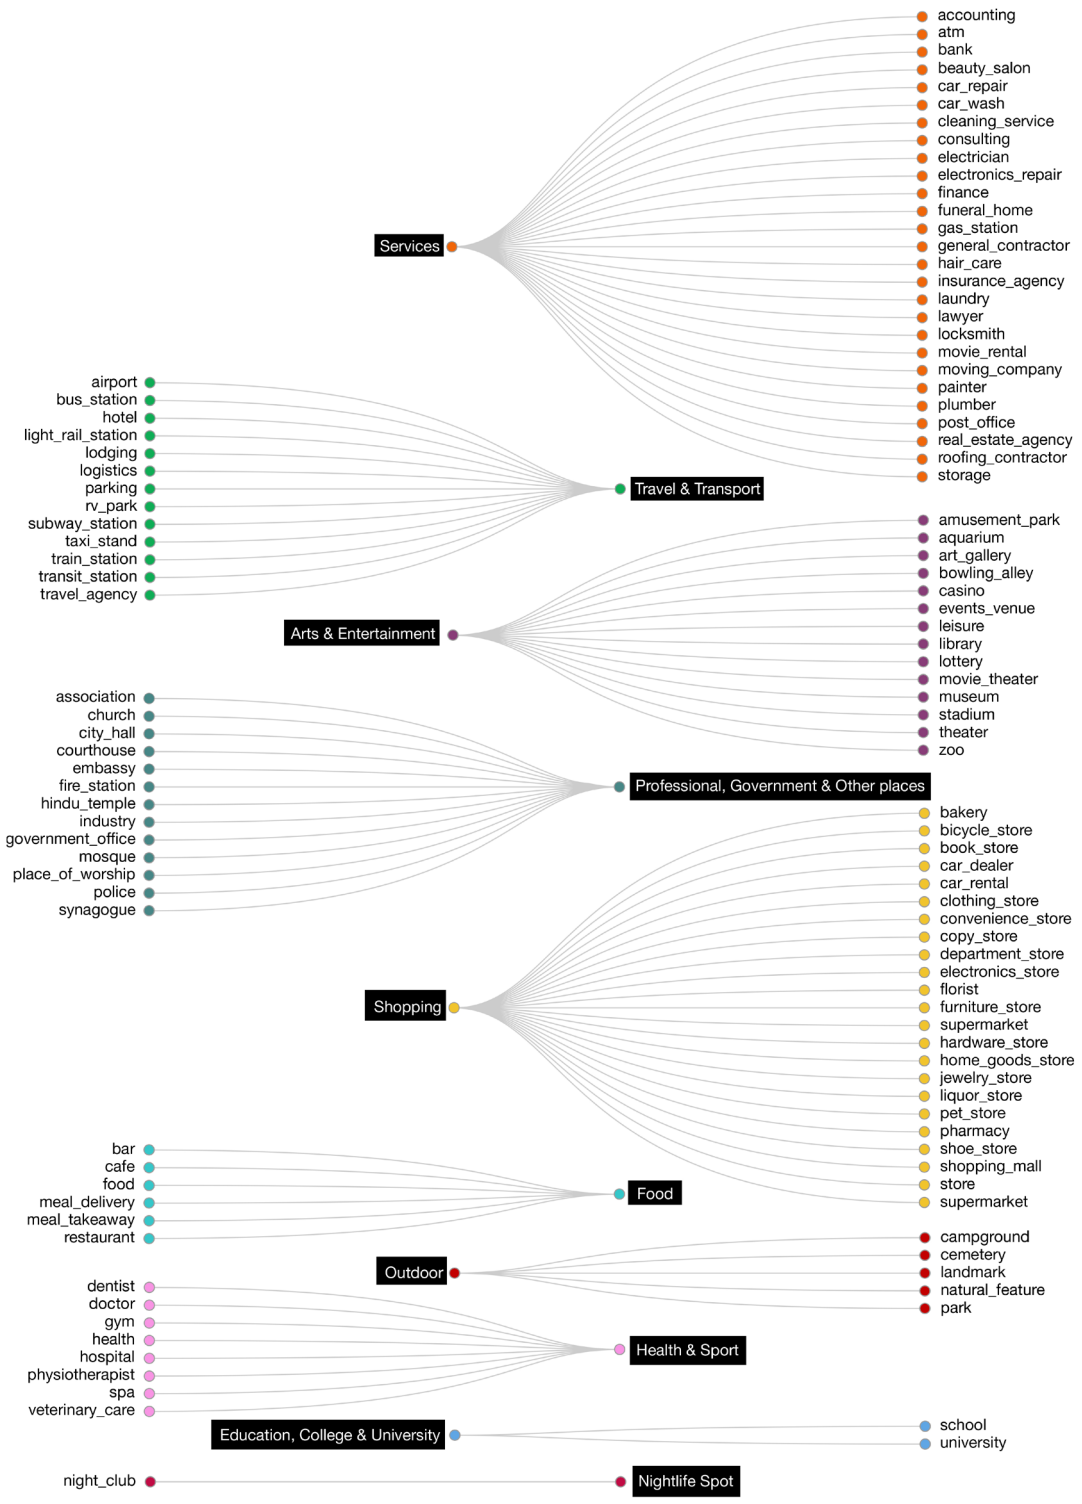 Services
accounting
atm
bank
beauty_salon
car_repair
car_wash
cleaning_service
consulting
electrician
electronics_repair
finance
funeral_home
gas_station
general_contractor
hair_care
insurance_agency
laundry
lawyer
locksmith
movie_rental
moving_company
painter
plumber
post_office
real_estate_agency
roofing_contractor
storage
airport
bus_station
hotel
light_rail_station
lodging
logistics
parking
rv_park
subway_station
taxi_stand
train_station
transit_station
travel_agency
Travel & Transport
Arts & Entertainment
amusement_park
aquarium
art_gallery
bowling_alley
casino
events_venue
leisure
library
lottery
movie_theater
museum
stadium
theater
zoo
association
church
city_hall
courthouse
embassy
fire_station
hindu_temple
industry
government_office
mosque
place_of_worship
police
synagogue
Professional, Government & Other places
Shopping
bakery
bicycle_store
book_store
car_dealer
car_rental
clothing_store
convenience_store
copy_store
department_store
electronics_store
florist
furniture_store
supermarket
hardware_store
home_goods_store
jewelry_store
liquor_store
pet_store
pharmacy
shoe_store
shopping_mall
store
supermarket
bar
cafe
food
meal_delivery
meal_takeaway
restaurant
Food
Outdoor
campground
cemetery
landmark
natural_feature
park
dentist
doctor
gym
health
hospital
physiotherapist
spa
veterinary_care
Health & Sport
Education, College & University
school
university
night_club
Nightlife Spot